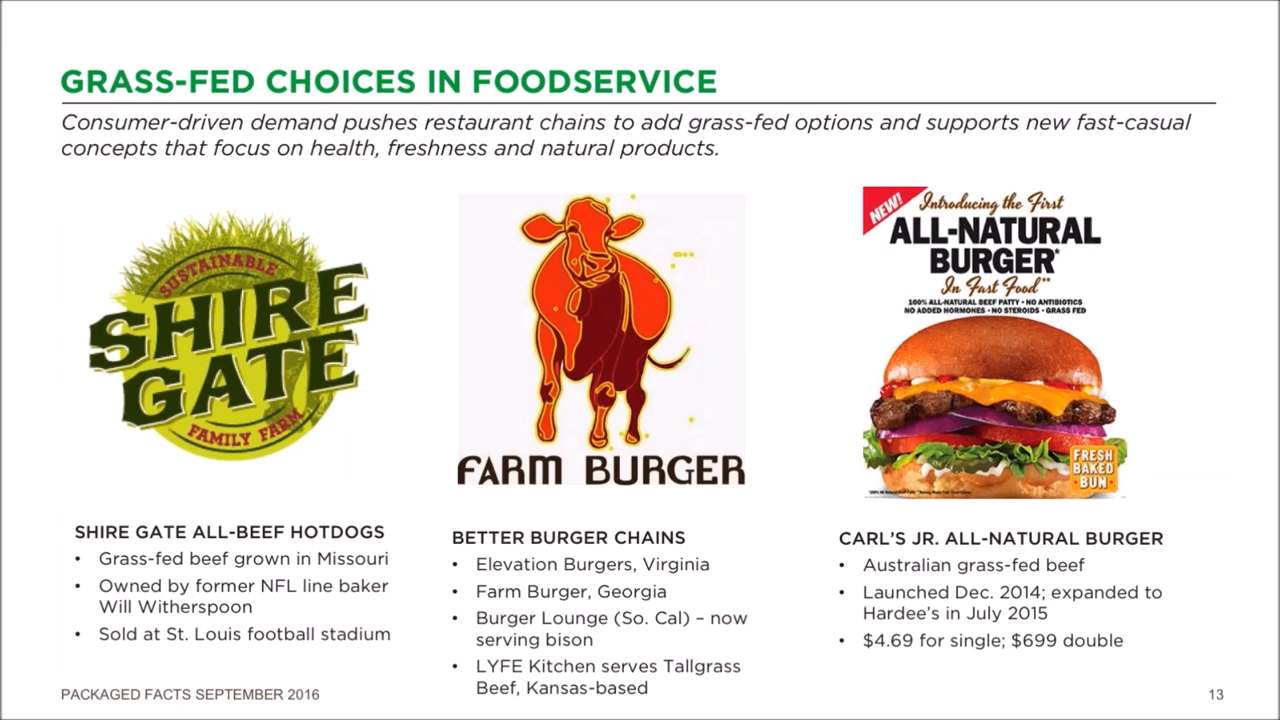 GRASS-FED CHOICES IN FOODSERVICE
Consumer-driven demand pushes restaurant chains to add grass-fed options and supports new fast-casual
concepts that focus on health, freshness and natural products.
SUSTAINABLE
SHIRE
GATE
FAMILY FARM
FARM BURGER
NEW!
Introducing the First
ALL-NATURAL
BURGER*
In Fast Food**
100% ALL-NATURAL BEEF PATTY • NO ANTIBIOTICS
NO ADDED HORMONES • NO STEROIDS • GRASS FED
FRESH
BAKED
BUN
SHIRE GATE ALL-BEEF HOTDOGS
• Grass-fed beef grown in Missouri
• Owned by former NFL line baker
Will Witherspoon
• Sold at St. Louis football stadium
BETTER BURGER CHAINS
• Elevation Burgers, Virginia
• Farm Burger, Georgia
• Burger Lounge (So. Cal) – now
serving bison
• LYFE Kitchen serves Tallgrass
Beef, Kansas-based
CARL'S JR. ALL-NATURAL BURGER
• Australian grass-fed beef
• Launched Dec. 2014; expanded to
Hardee's in July 2015
• $4.69 for single; $699 double
PACKAGED FACTS SEPTEMBER 2016
13